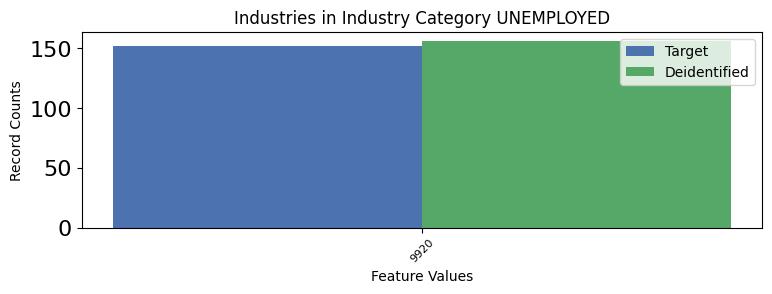 Industries in Industry Category UNEMPLOYED
Record Counts
150
100
50
0
Target
Deidentified
9920
Feature Values